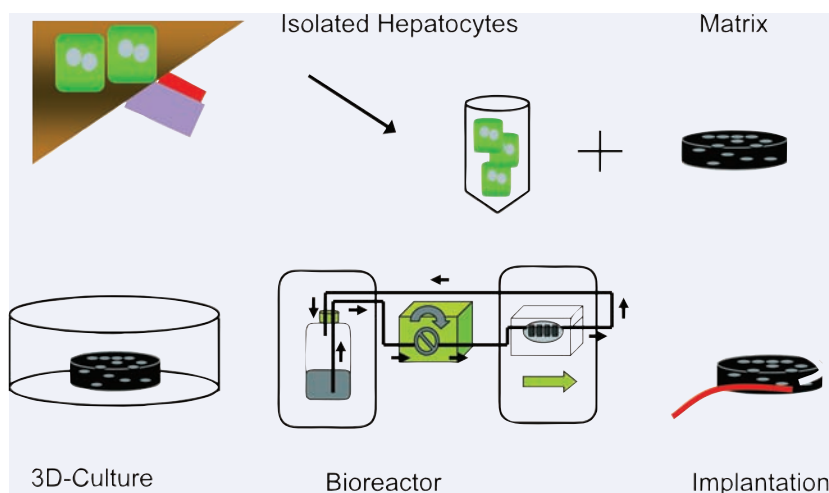 Isolated Hepatocytes
Matrix
3D-Culture
Bioreactor
Implantation